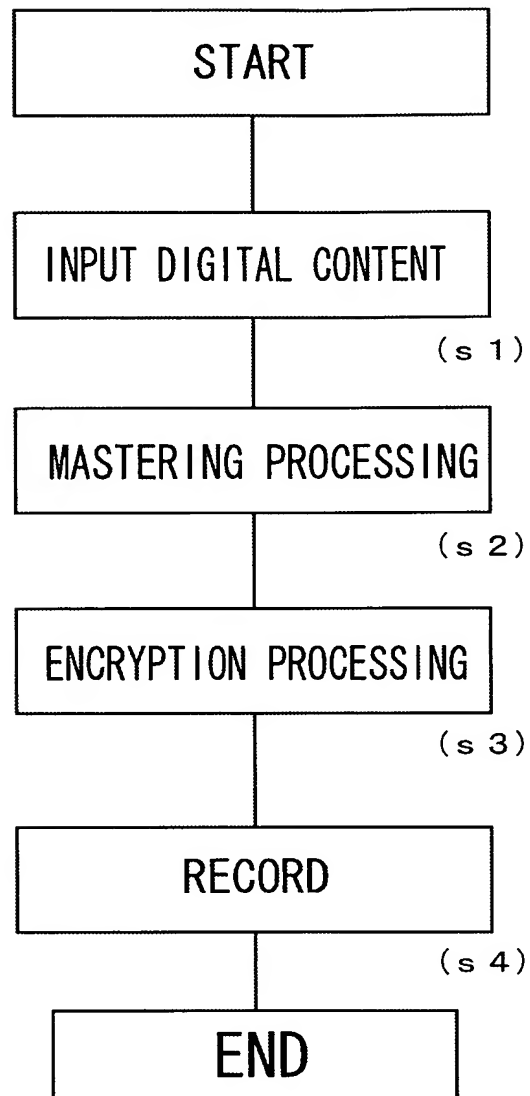 START
INPUT DIGITAL CONTENT
(s 1)
MASTERING PROCESSING
(s 2)
ENCRYPTION PROCESSING
(s 3)
RECORD
(s 4)
END